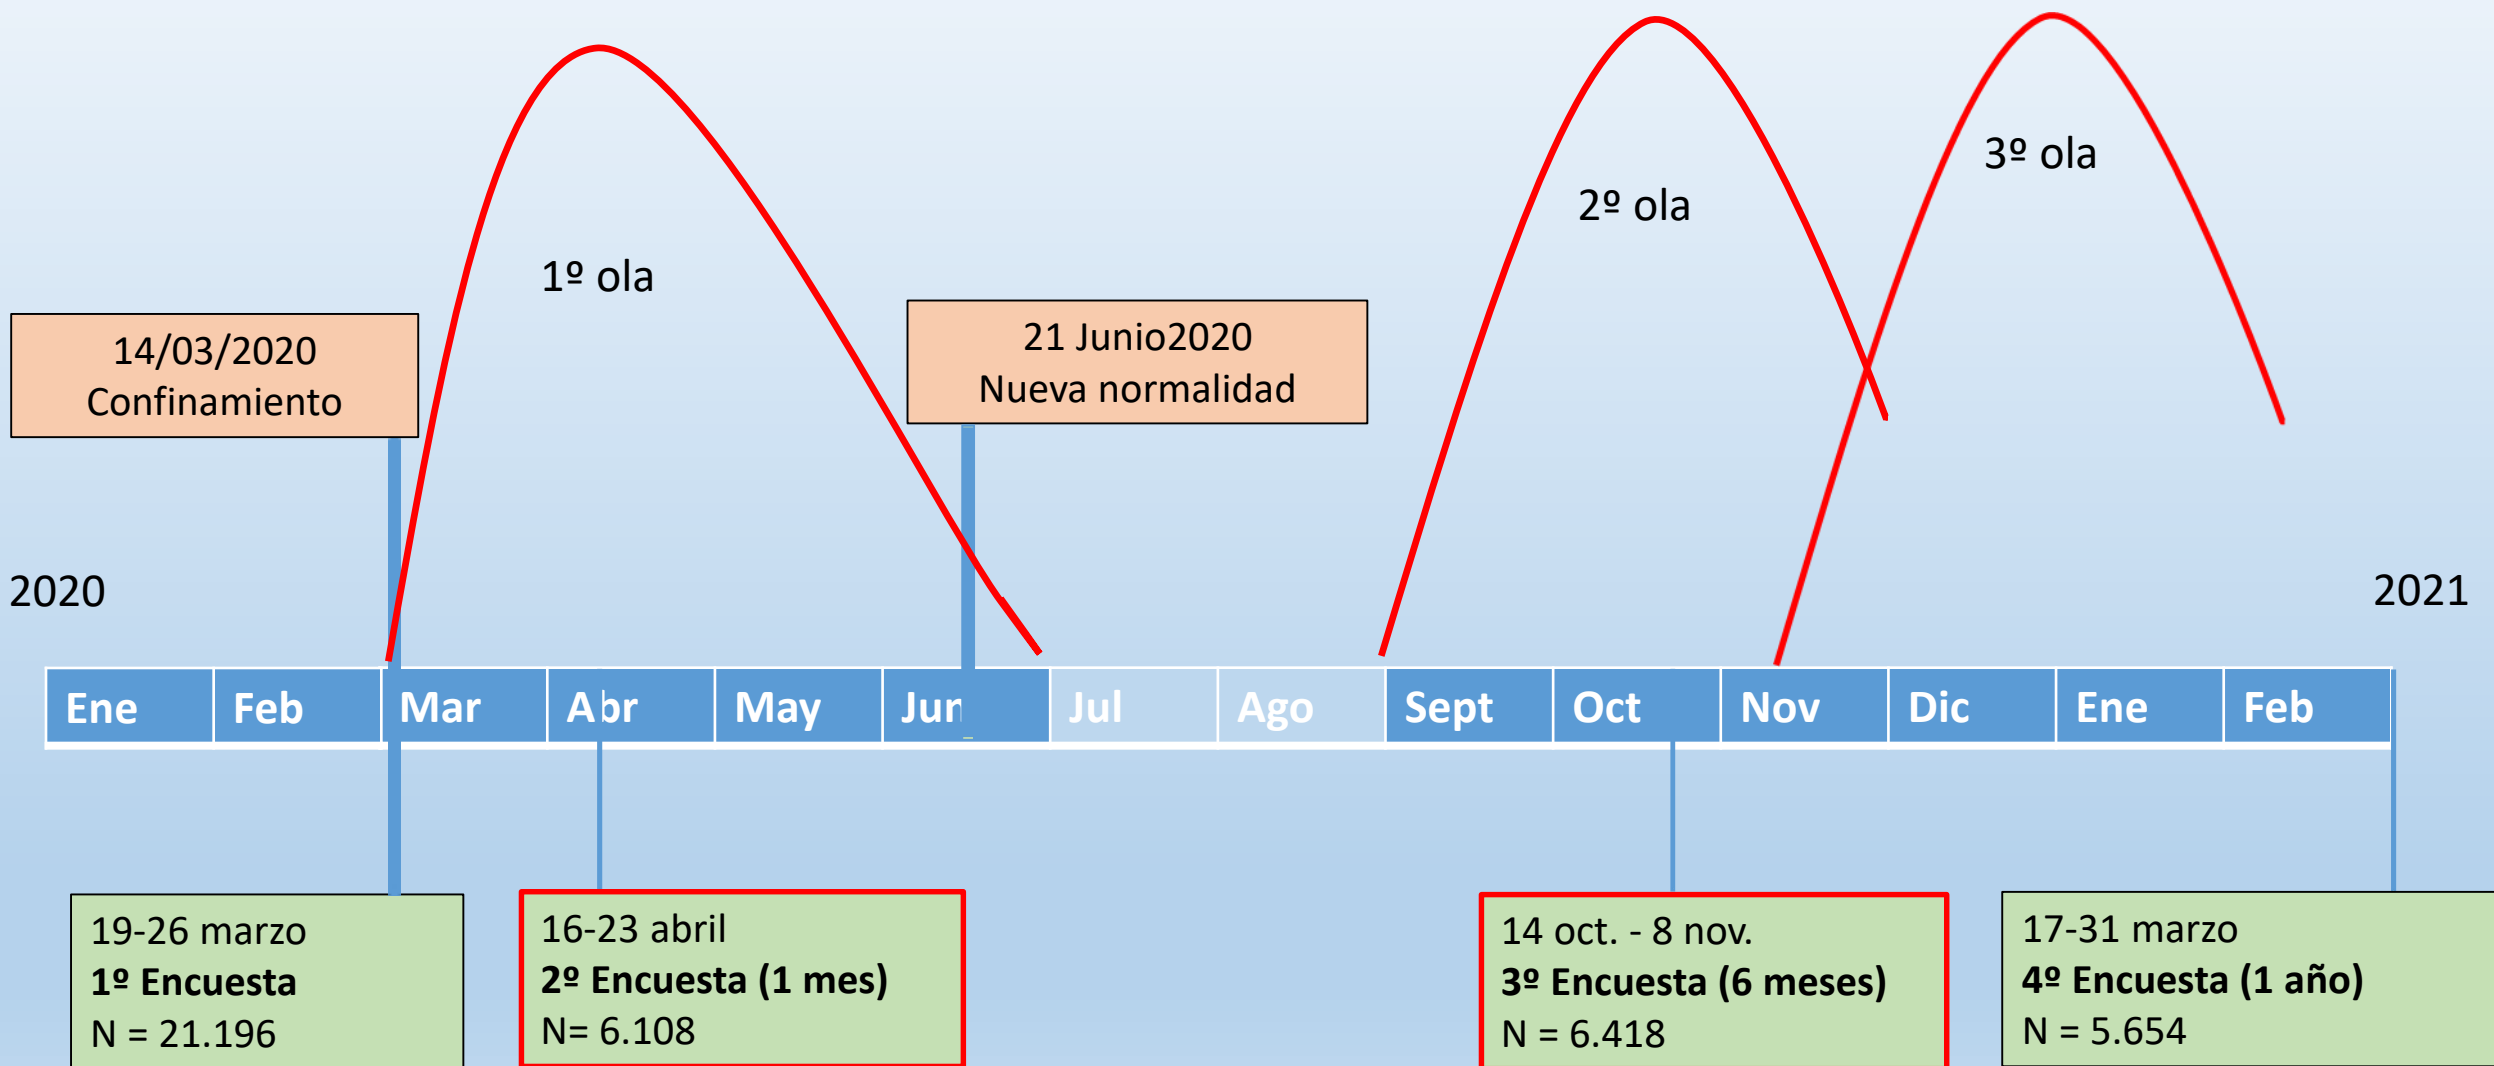 1º ola
2º ola
3º ola
14/03/2020
Confinamiento
21 Junio2020
Nueva normalidad
2020
2021
Ene Feb Mar Abr May Jun Jul Ago Sept Oct Nov Dic Ene Feb
19-26 marzo
1º Encuesta
N = 21.196
16-23 abril
2º Encuesta (1 mes)
N= 6.108
14 oct. - 8 nov.
3º Encuesta (6 meses)
N = 6.418
17-31 marzo
4º Encuesta (1 año)
N = 5.654